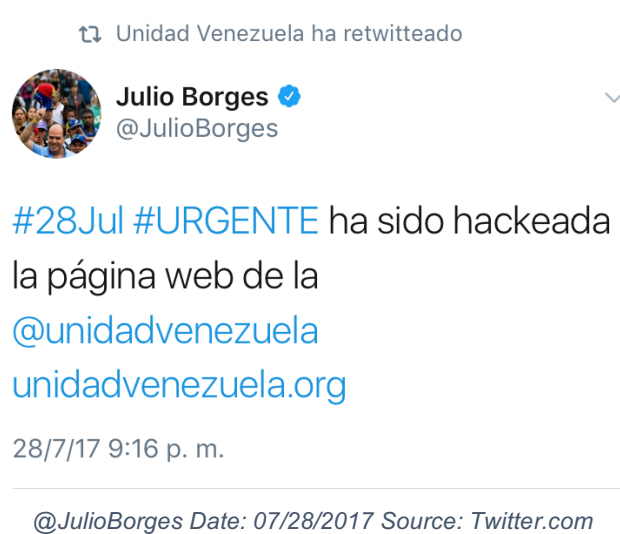 Unidad Venezuela ha retwitteado
Julio Borges
@JulioBorges
#28Jul #URGENTE ha sido hackeada
la página web de la
@unidadvenezuela
unidadvenezuela.org
28/7/17 9:16 p. m.
@JulioBorges Date: 07/28/2017 Source: Twitter.com